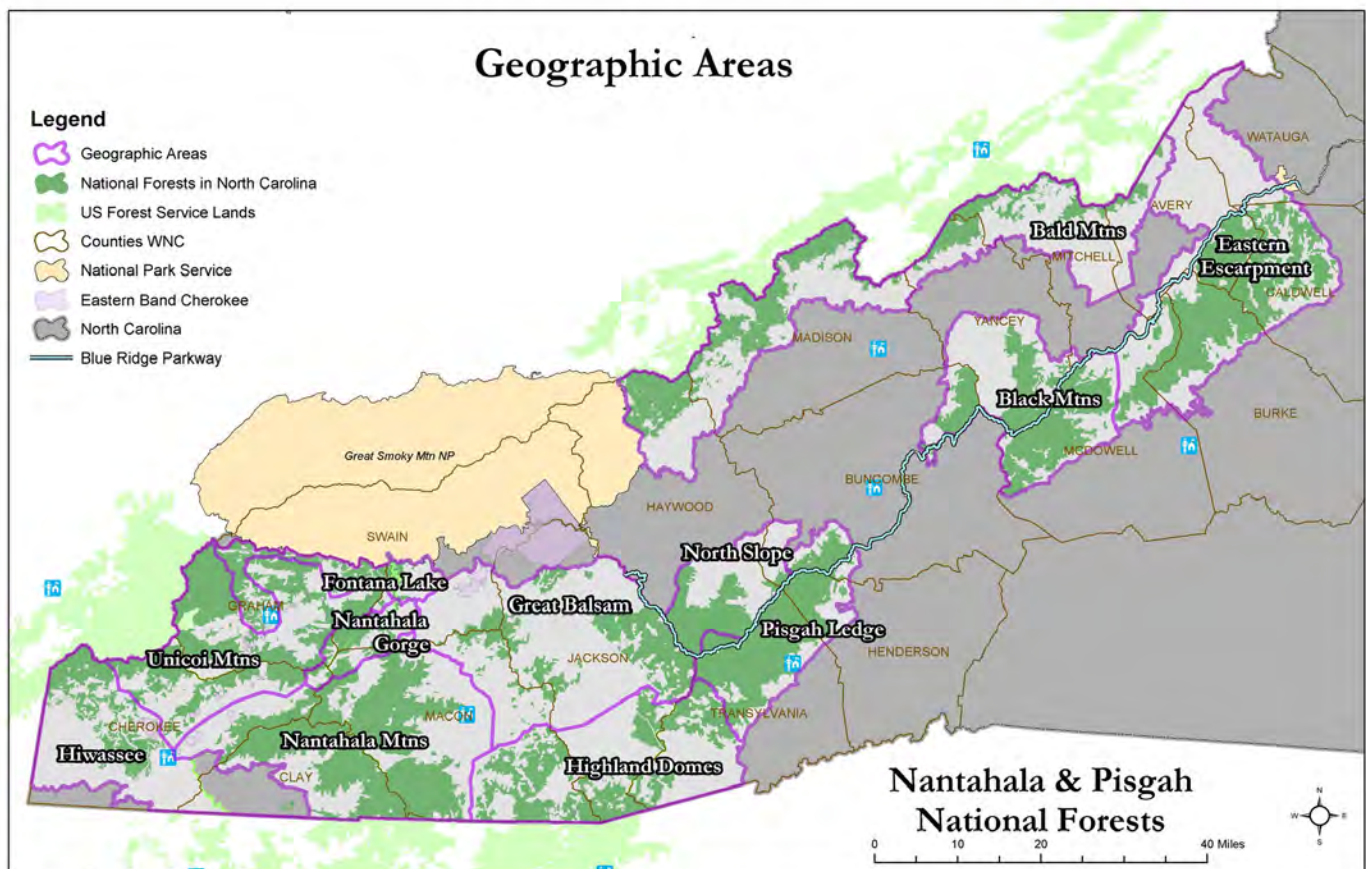 Geographic Areas
Legend
Geographic Areas
National Forests in North Carolina
US Forest Service Lands
Counties WNC
National Park Service
Eastern Band Cherokee
North Carolina
Blue Ridge Parkway
WATAUGA
AVERY
Bald Mtns
MITCHELL
Eastern
Escarpment
CALDWELL
YANCEY
MADISON
Black Mtns
BURKE
MCDOWELL
Great Smoky Mtn NP
BUNCOMBE
HAYWOOD
SWAIN
North Slope
Fontana Lake
Great Balsam
GRAHAM
Nantahala
Gorge
Pisgah Ledge
HENDERSON
Unicoi Mtns
JACKSON
TRANSYLVANIA
MACON
CHEROKEE
Nantahala Mtns
Hiwassee
Highland Domes
CLAY
Nantahala & Pisgah
National Forests
N
W E
S
0 10 20 40 Miles